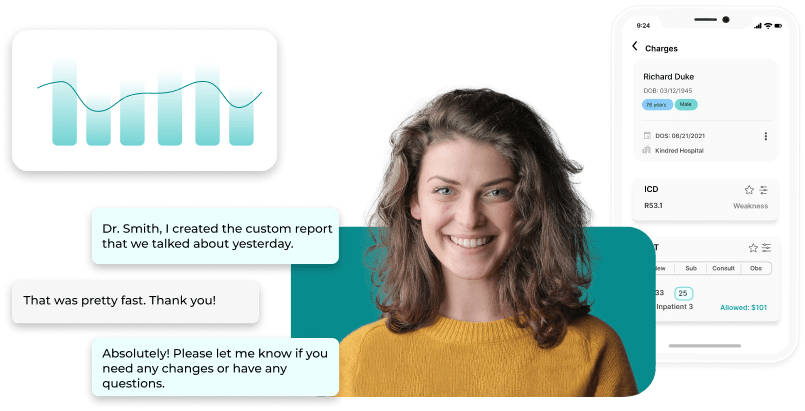 Dr. Smith, I created the custom report
that we talked about yesterday.
That was pretty fast. Thank you!
Absolutely! Please let me know if you
need any changes or have any
questions.
9:24
Charges
Richard Duke
DOB: 03/12/1945
76 years Male
DOS: 06/21/2021
Kindred Hospital
ICD
R53.1 Weakness
Sub Consult Obs
25
Inpatient 3 Allowed: $101